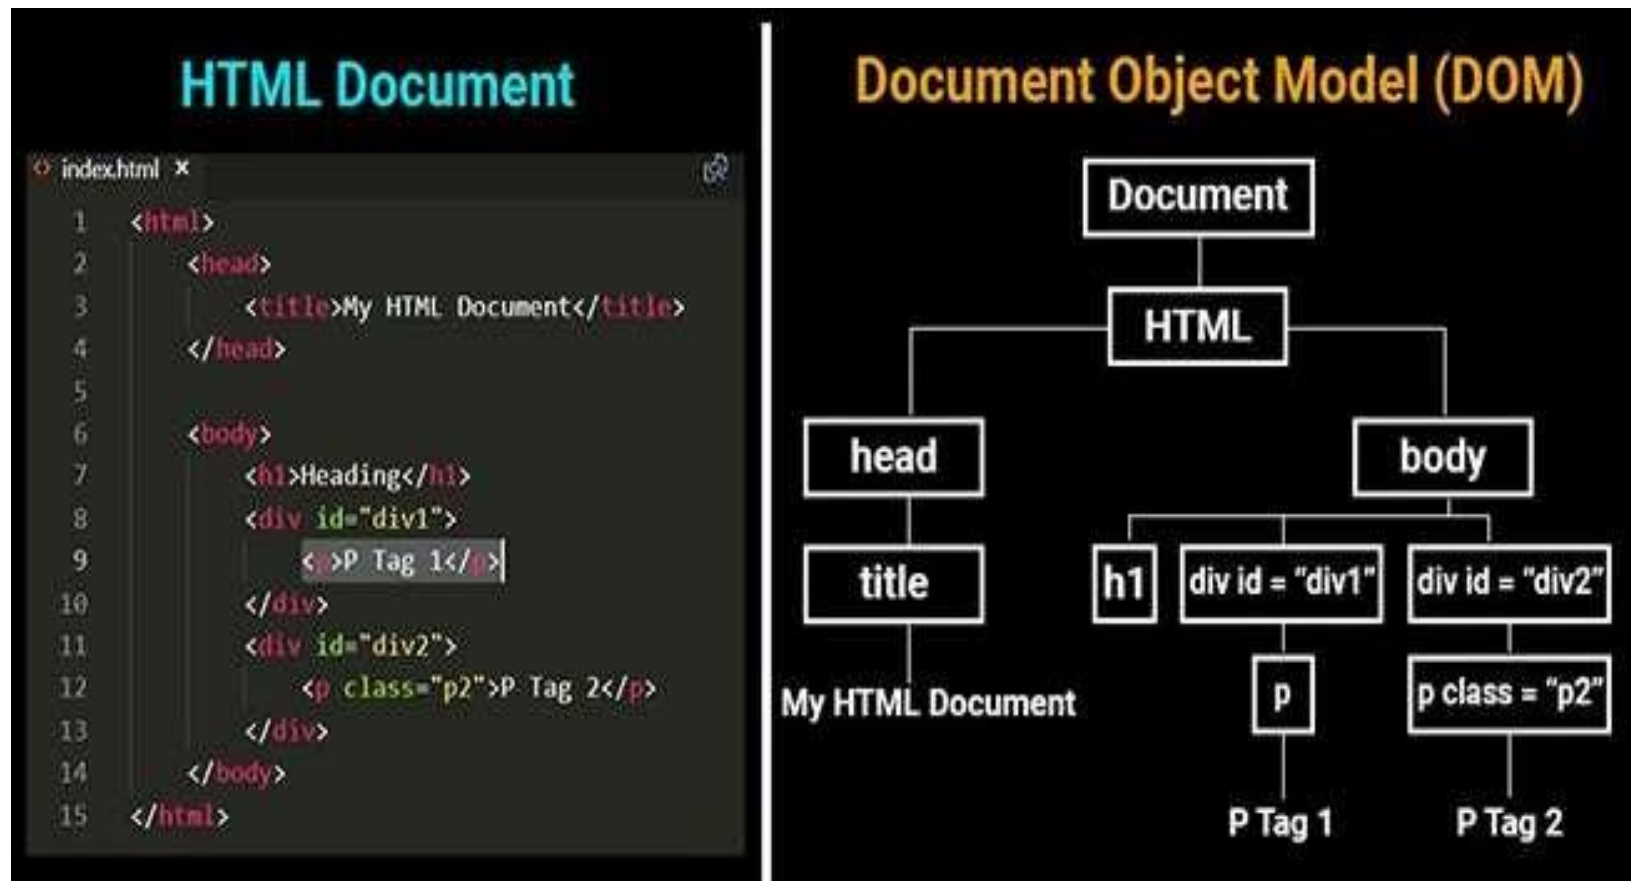 HTML Document
index.html ×
1 <html>
2 <head>
3 <title>My HTML Document</title>
4 </head>
5
6 <body>
7 <h1>Heading</h1>
8 <div id="div1">
9 <p>P Tag 1</p>
10 </div>
11 <div id="div2">
12 <p class="p2">P Tag 2</p>
13 </div>
14 </body>
15 </html>
Document Object Model (DOM)
Document
HTML
head body
title h1 div id = "div1" div id = "div2"
My HTML Document p p class = "p2"
P Tag 1 P Tag 2